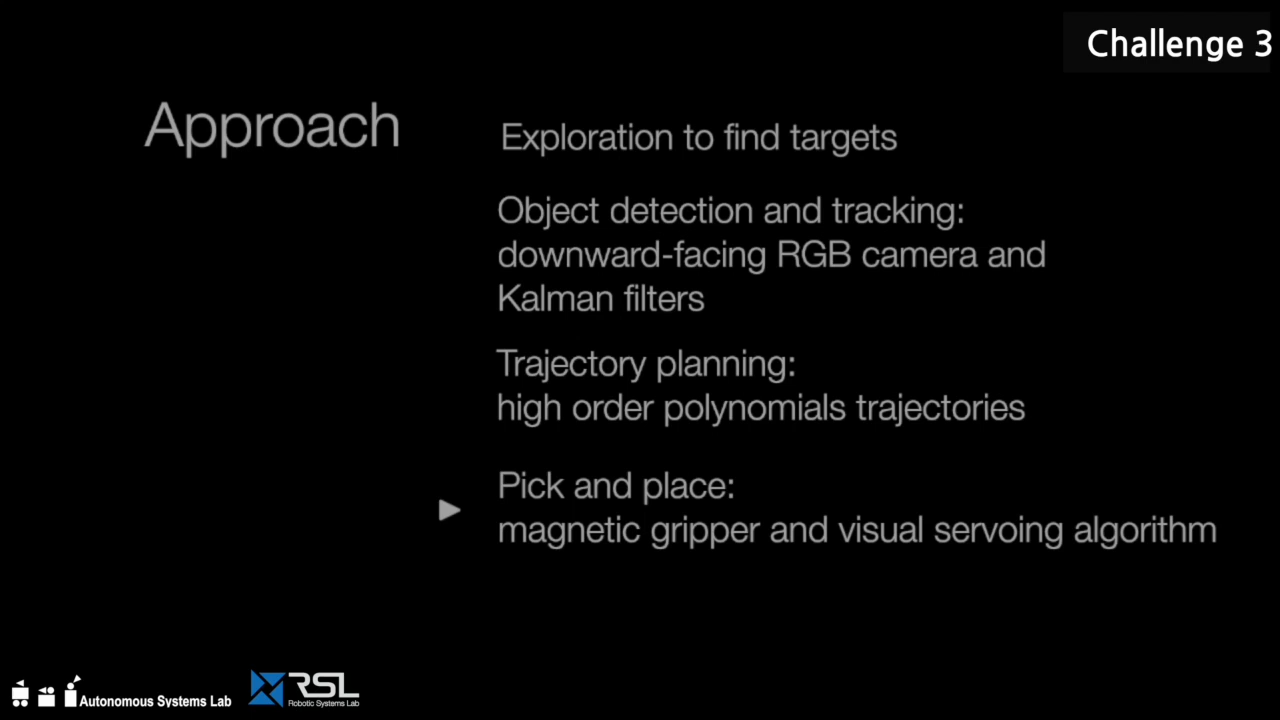 Challenge 3
Approach
Exploration to find targets
Object detection and tracking:
downward-facing RGB camera and
Kalman filters
Trajectory planning:
high order polynomials trajectories
Pick and place:
magnetic gripper and visual servoing algorithm
Autonomous Systems Lab
RSL
Robotic Systems Lab